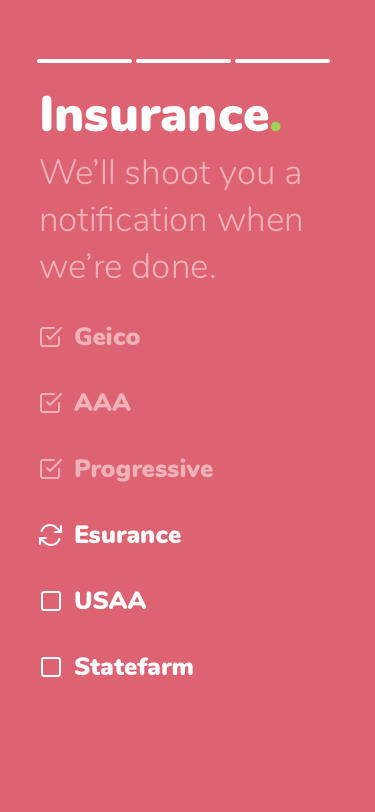 Insurance.
We’ll shoot you a
notification when
we’re done.
Geico
AAA
Progressive
Esurance
USAA
Statefarm